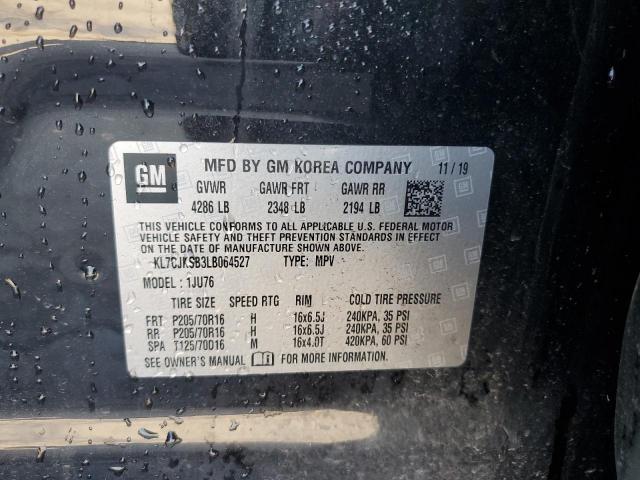 GM
MFD BY GM KOREA COMPANY 11/19
GVWR GAWR FRT GAWR RR
4286 LB 2348 LB 2194 LB
THIS VEHICLE CONFORMS TO ALL APPLICABLE U.S. FEDERAL MOTOR
VEHICLE SAFETY AND THEFT PREVENTION STANDARDS IN EFFECT ON
THE DATE OF MANUFACTURE SHOWN ABOVE.
KL7CJKSB3LB064527 TYPE: MPV
MODEL: 1JU76
TIRE SIZE SPEED RTG RIM COLD TIRE PRESSURE
FRT P205/70R16 H 16x6.5J 240KPA, 35 PSI
RR P205/70R16 H 16x6.5J 240KPA, 35 PSI
SPA T125/70D16 M 16x4.0T 420KPA, 60 PSI
SEE OWNER'S MANUAL FOR MORE INFORMATION